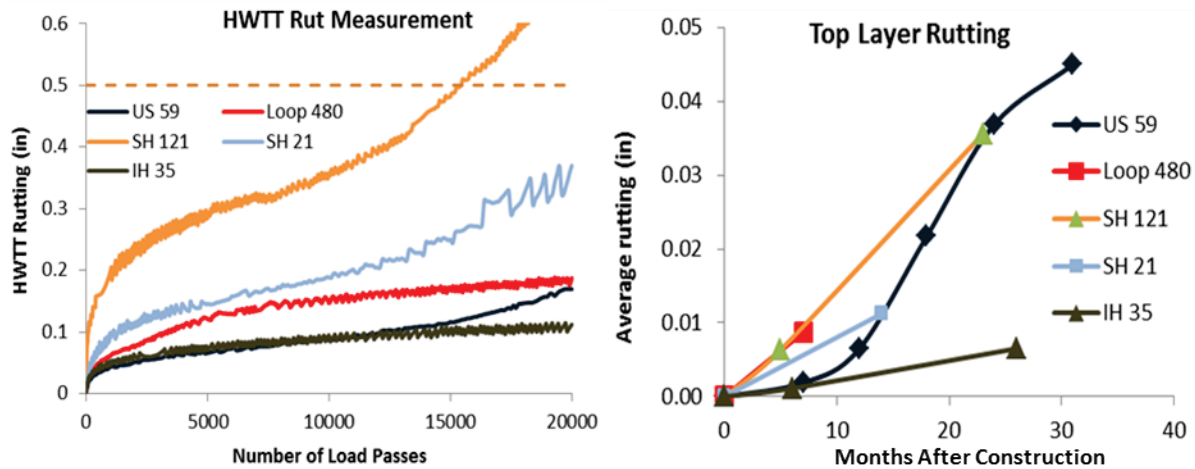 HWTT Rut Measurement
HWTT Rutting (in)
0.6
0.5
0.4
0.3
0.2
0.1
0
US 59
Loop 480
SH 121
SH 21
IH 35
0
5000
10000
15000
20000
Number of Load Passes
Top Layer Rutting
Average rutting (in)
0.05
0.04
0.03
0.02
0.01
0.00
US 59
Loop 480
SH 121
SH 21
IH 35
0
10
20
30
40
Months After Construction